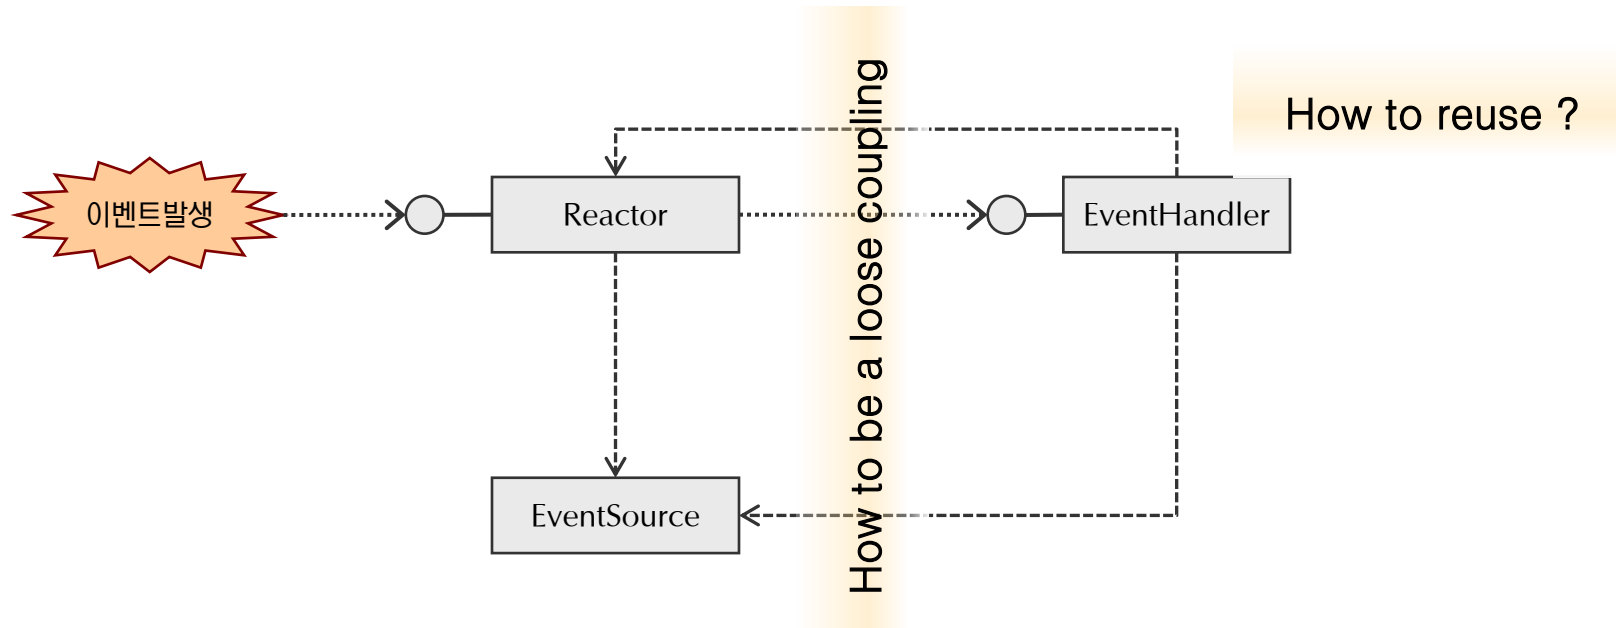 How to reuse ?
이벤트발생
Reactor
How to be a loose coupling
EventHandler
EventSource